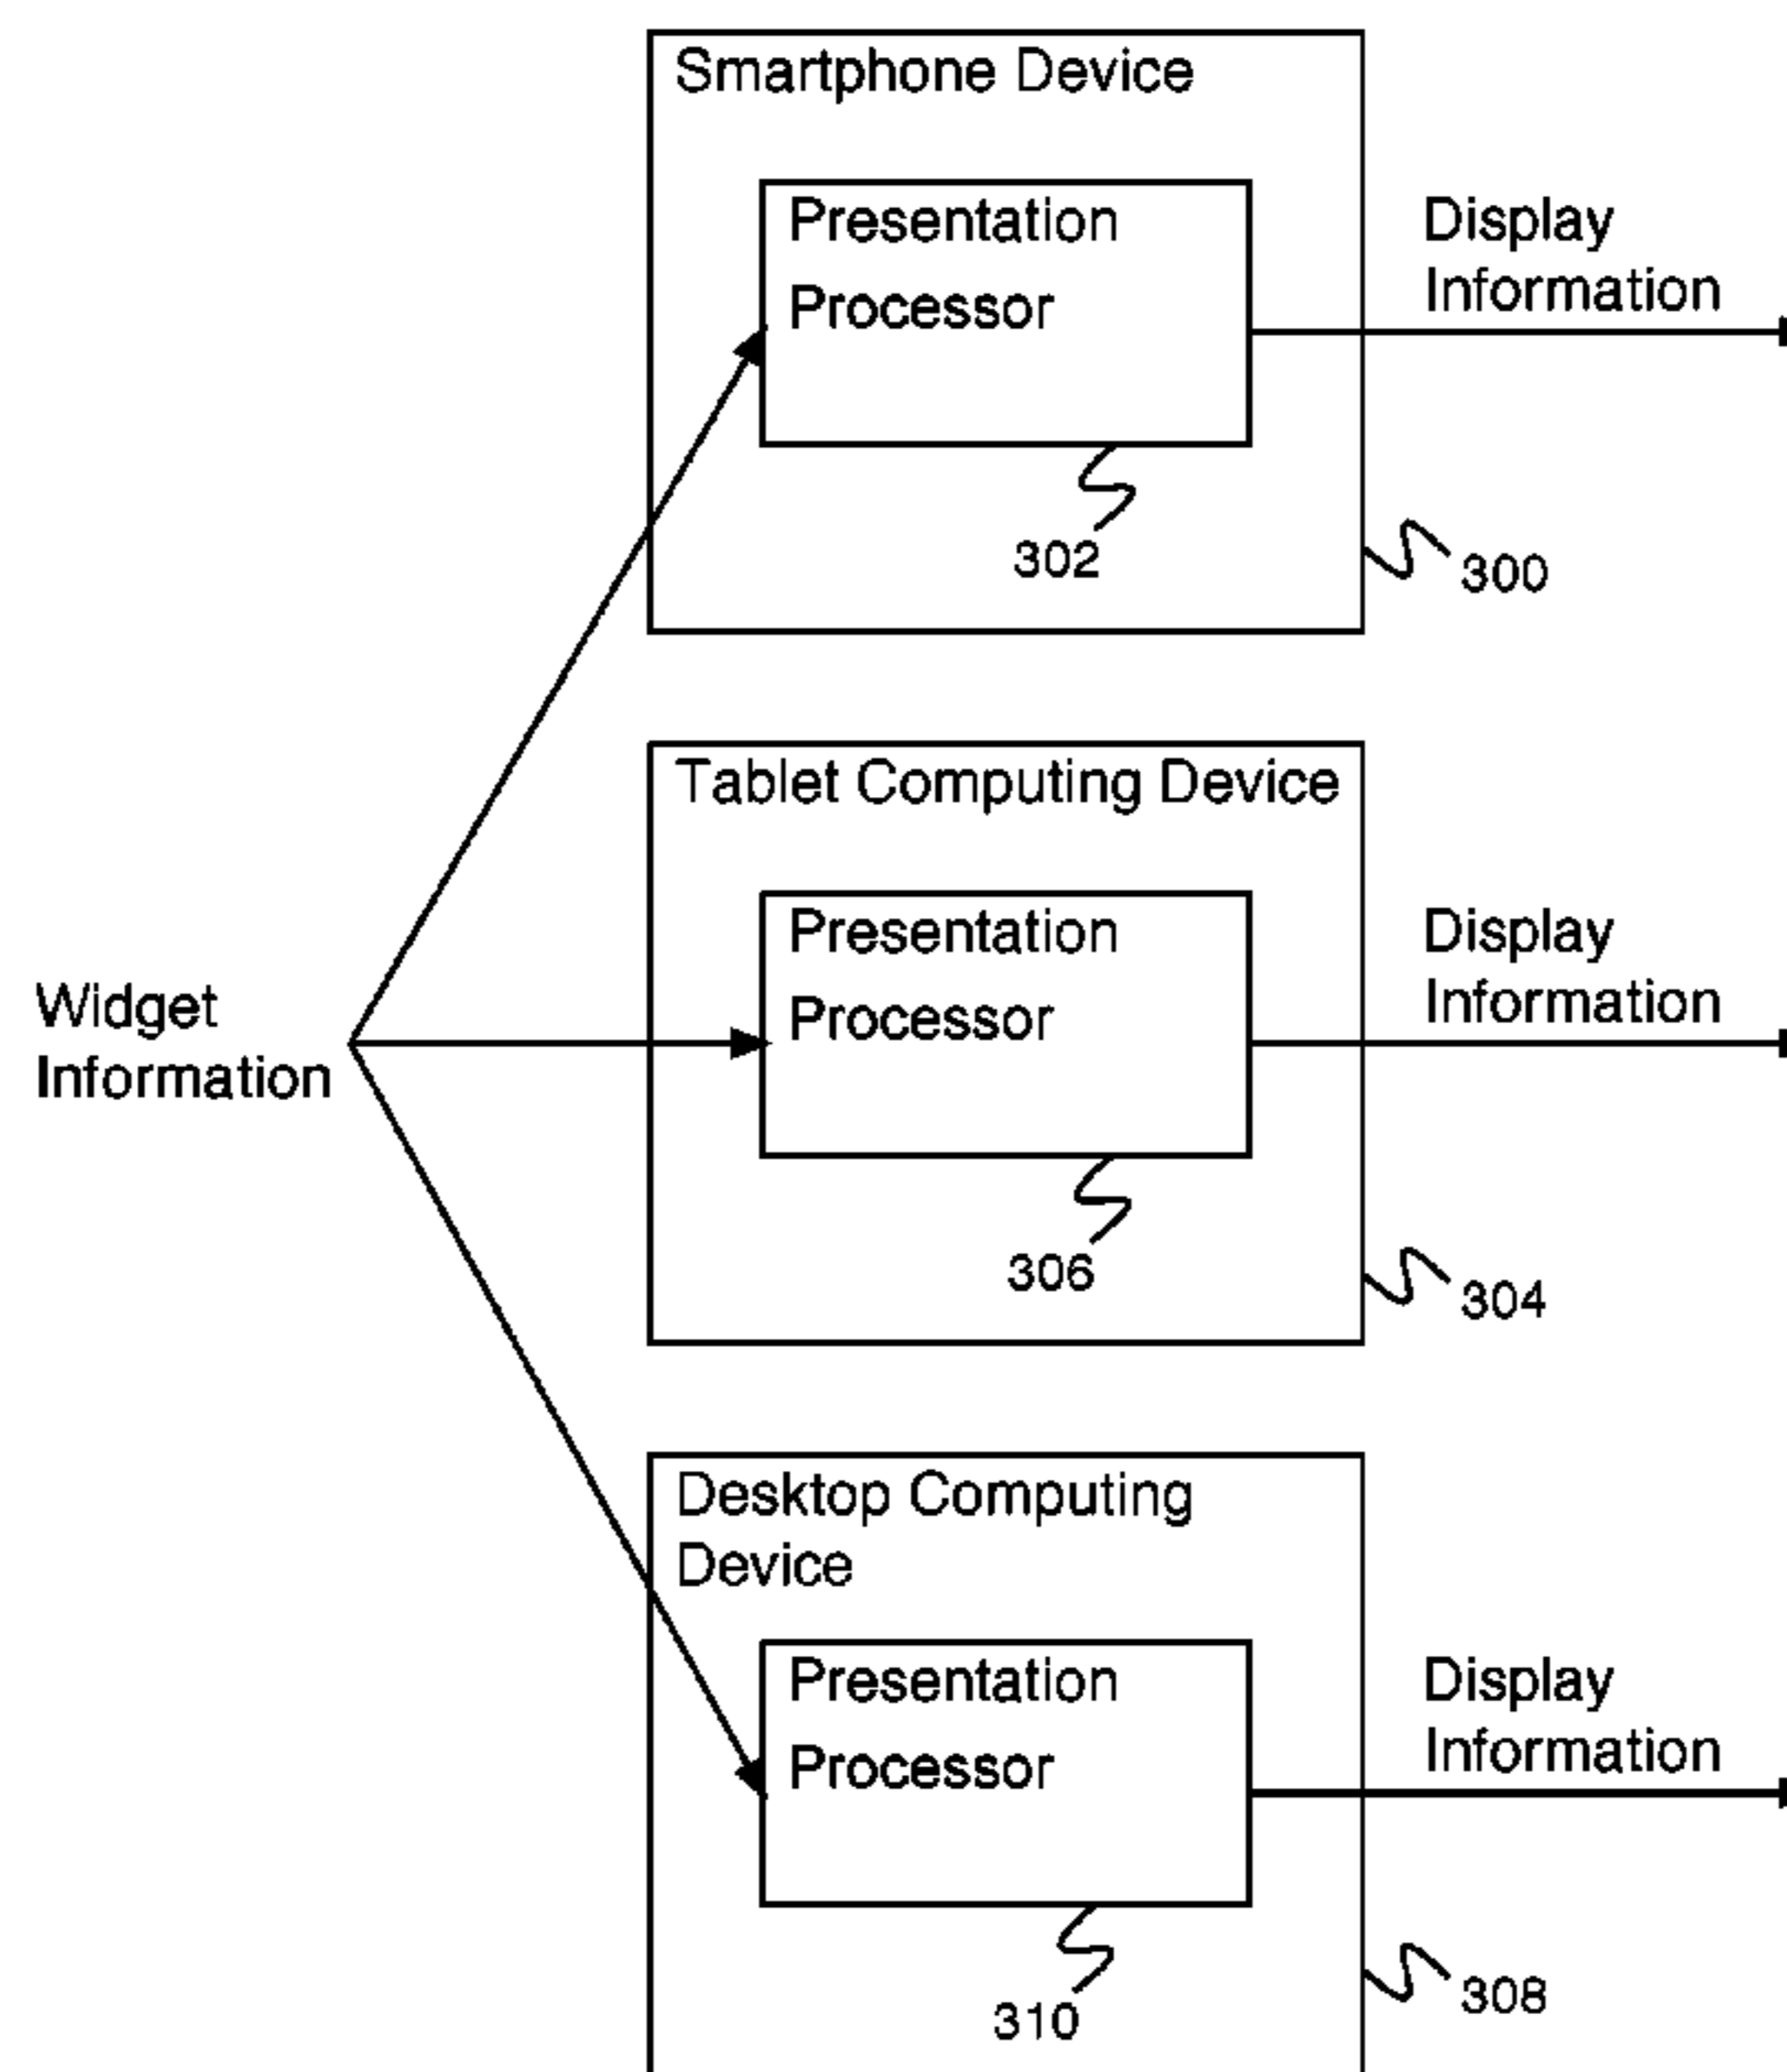 Smartphone Device
Presentation
Processor
Display
Information
302
300
Tablet Computing Device
Presentation
Processor
Display
Information
Widget
Information
306
304
Desktop Computing
Device
Presentation
Processor
Display
Information
310
308